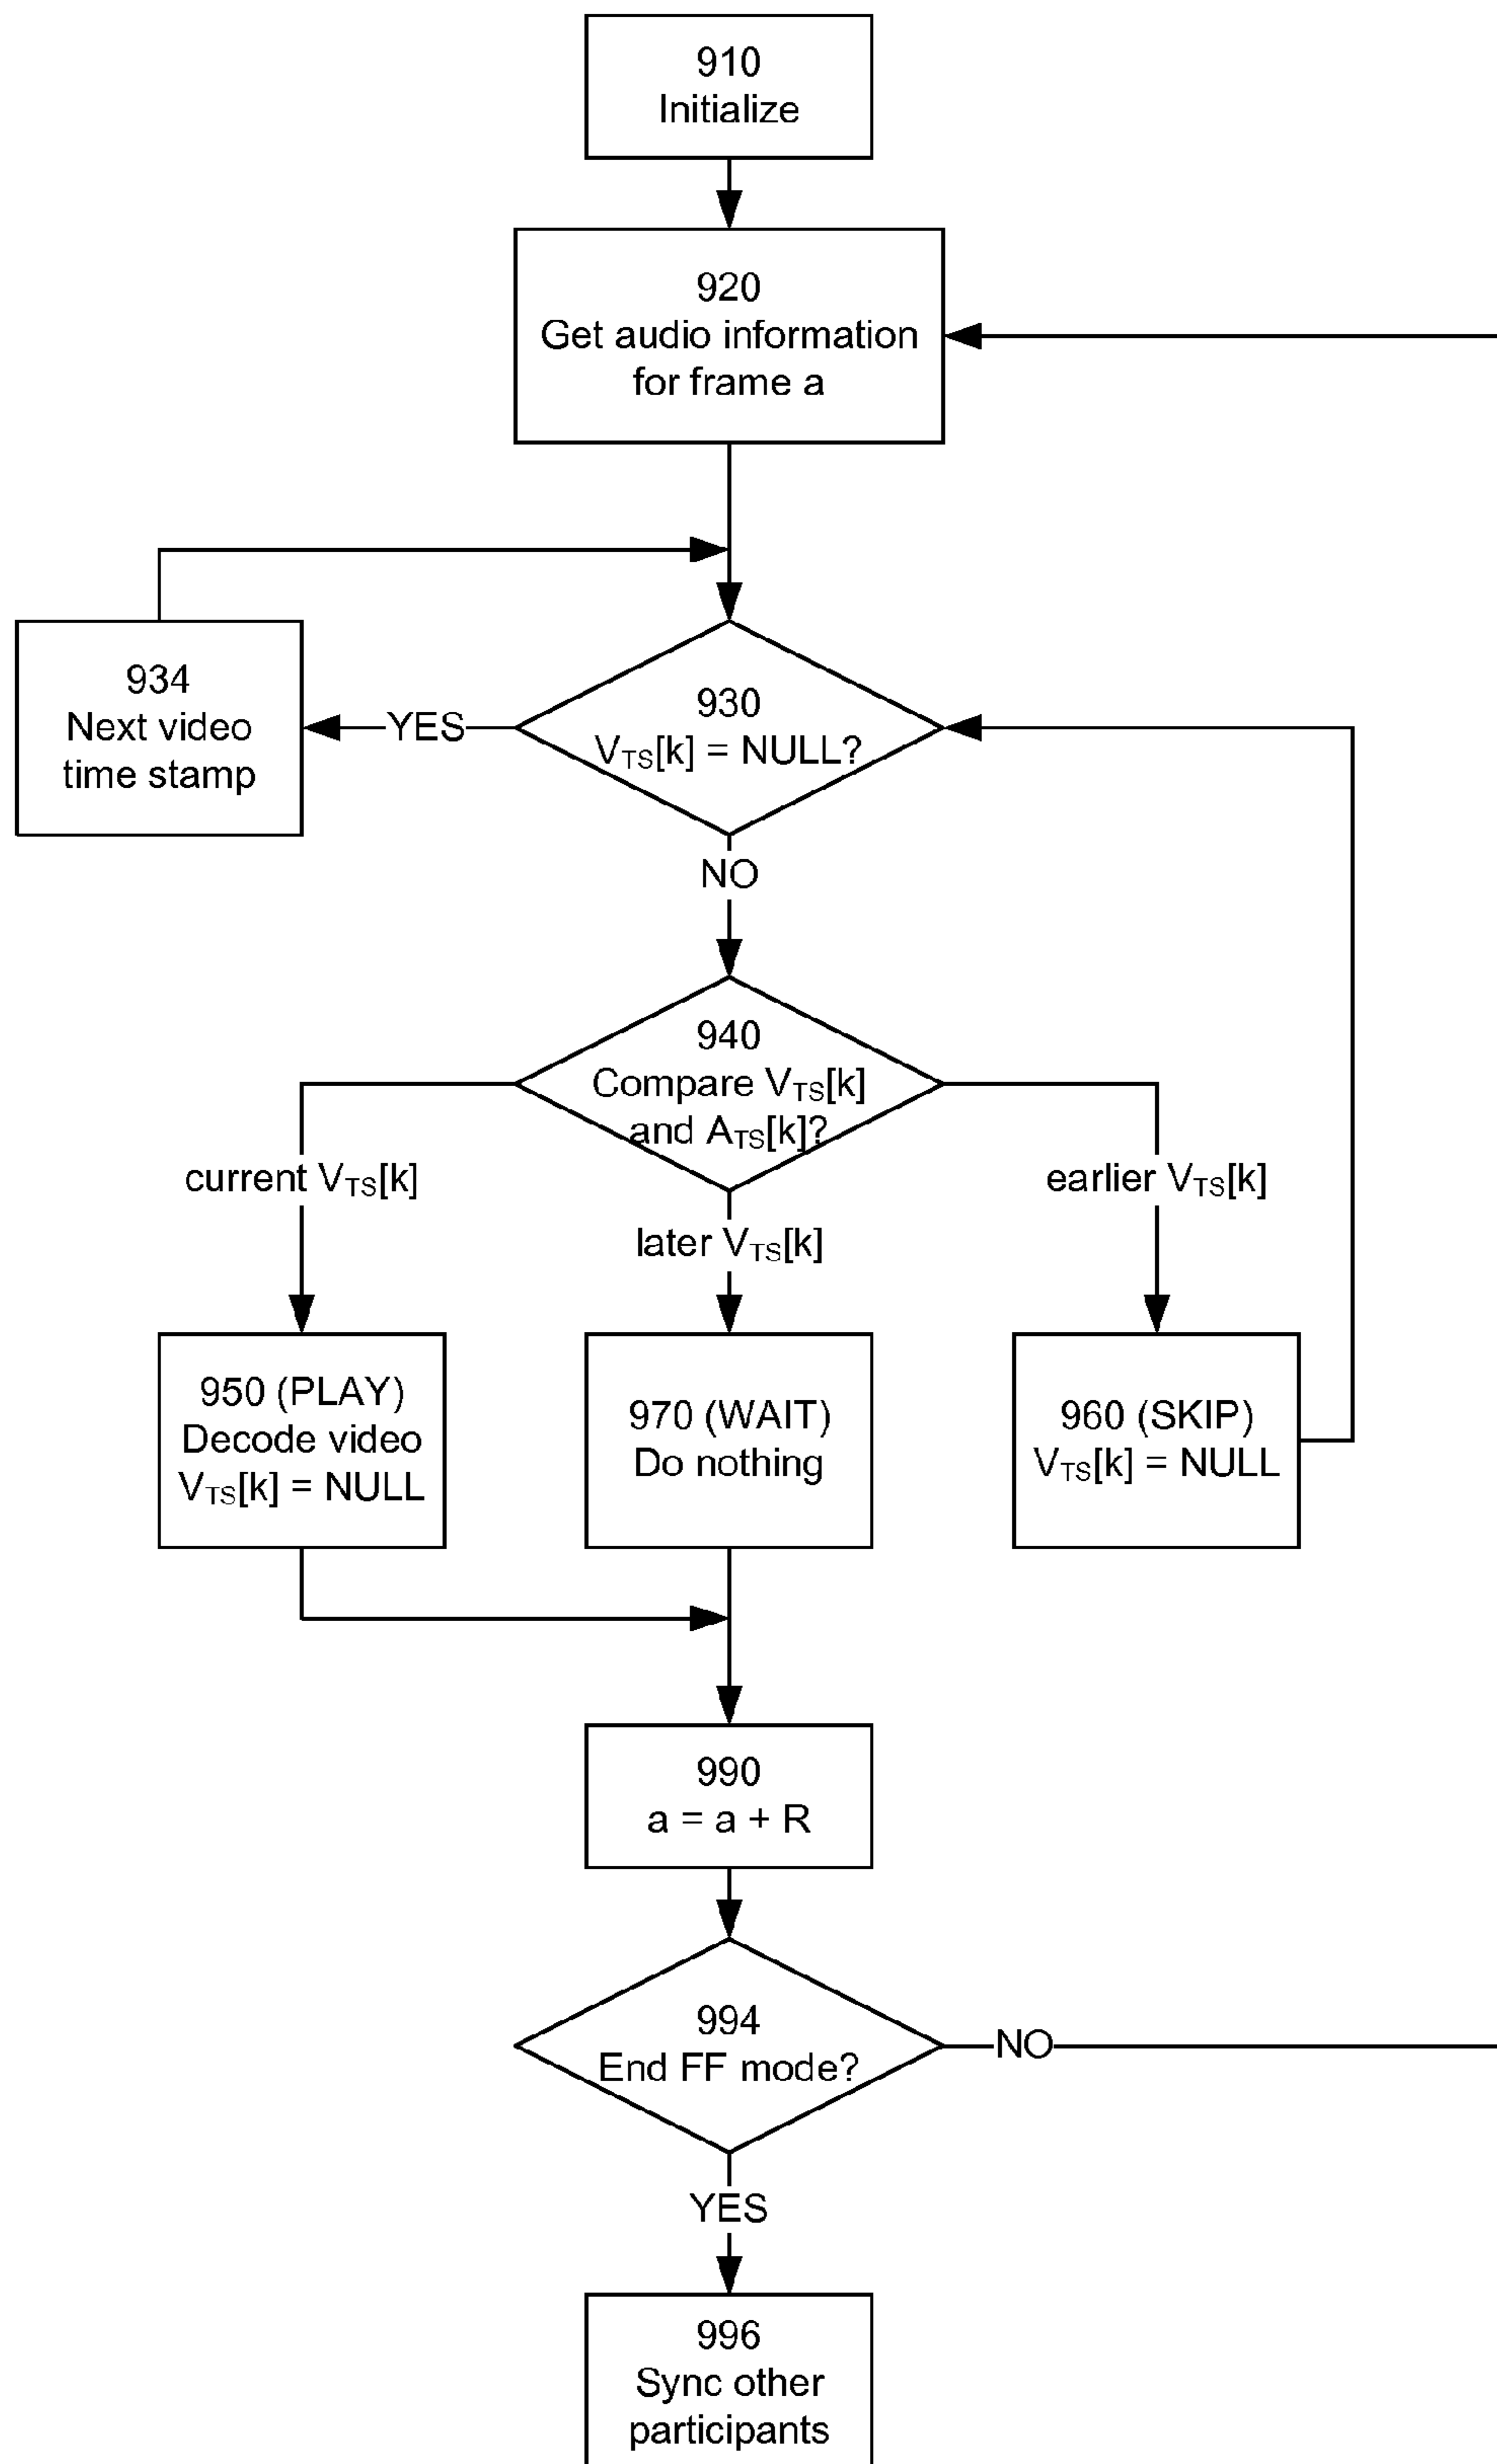 910
Initialize
920
Get audio information
for frame a
934
Next video
time stamp
YES
930
VTS[k] = NULL?
NO
940
Compare VTS[k]
and ATS[k]?
current VTS[k]
later VTS[k]
earlier VTS[k]
950 (PLAY)
Decode video
VTS[k] = NULL
970 (WAIT)
Do nothing
960 (SKIP)
VTS[k] = NULL
990
a = a + R
994
End FF mode?
NO
YES
996
Sync other
participants